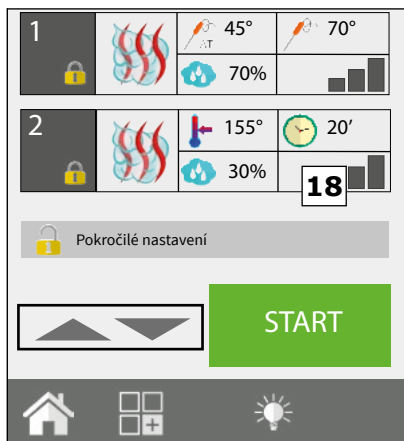 1 45° 70°
ΔT
70%
2 155° 20’
30%
18
Pokročilé nastavení
START